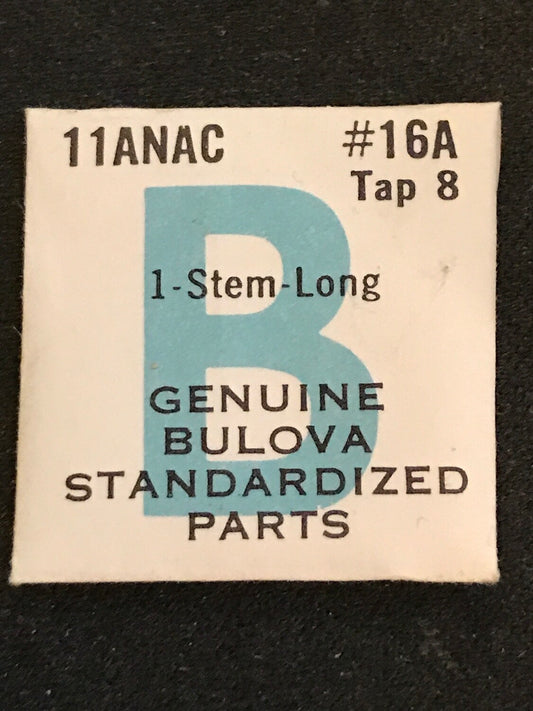 11ANAC #16A
Tap 8
B
1-Stem-Long
GENUINE
BULOVA
STANDARDIZED
PARTS